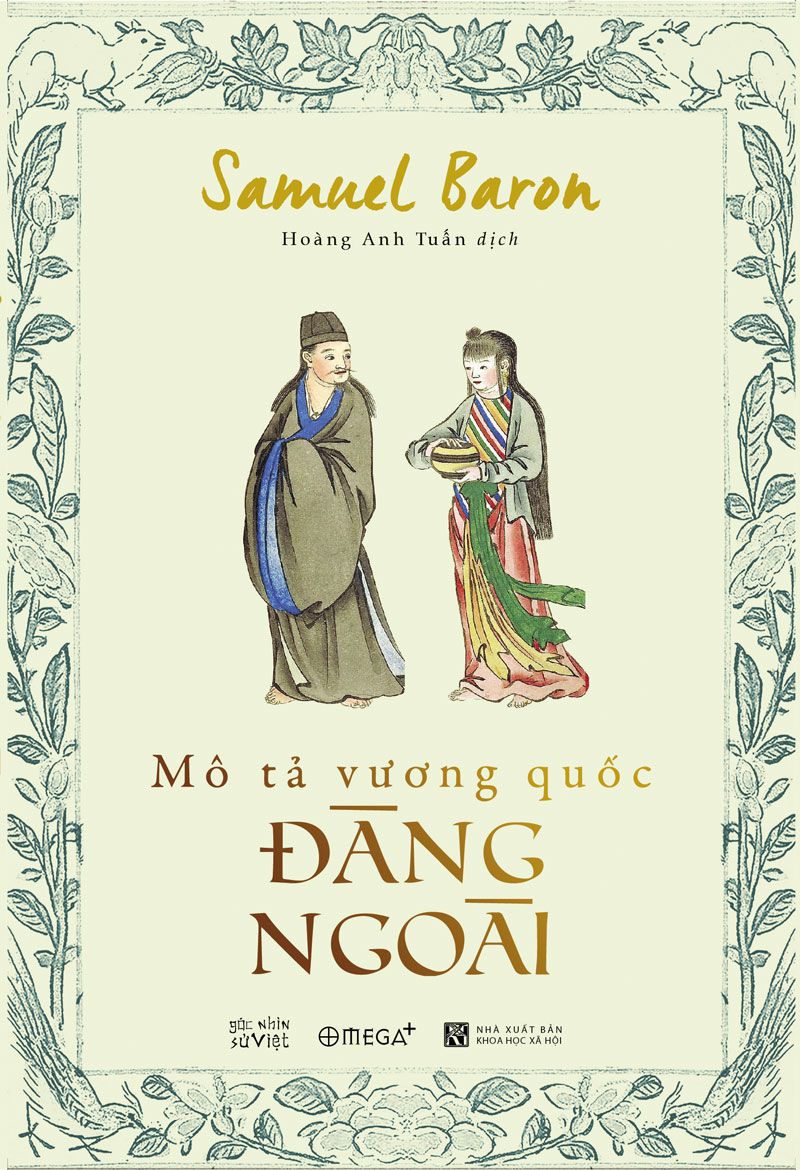 Samuel Baron
Hoàng Anh Tuấn dịch
Mô tả vương quốc
ĐÀNG
NGOÀI
góc nhìn
sử Việt
OMEGA+
NHÀ XUẤT BẢN
KHOA HỌC XÃ HỘI